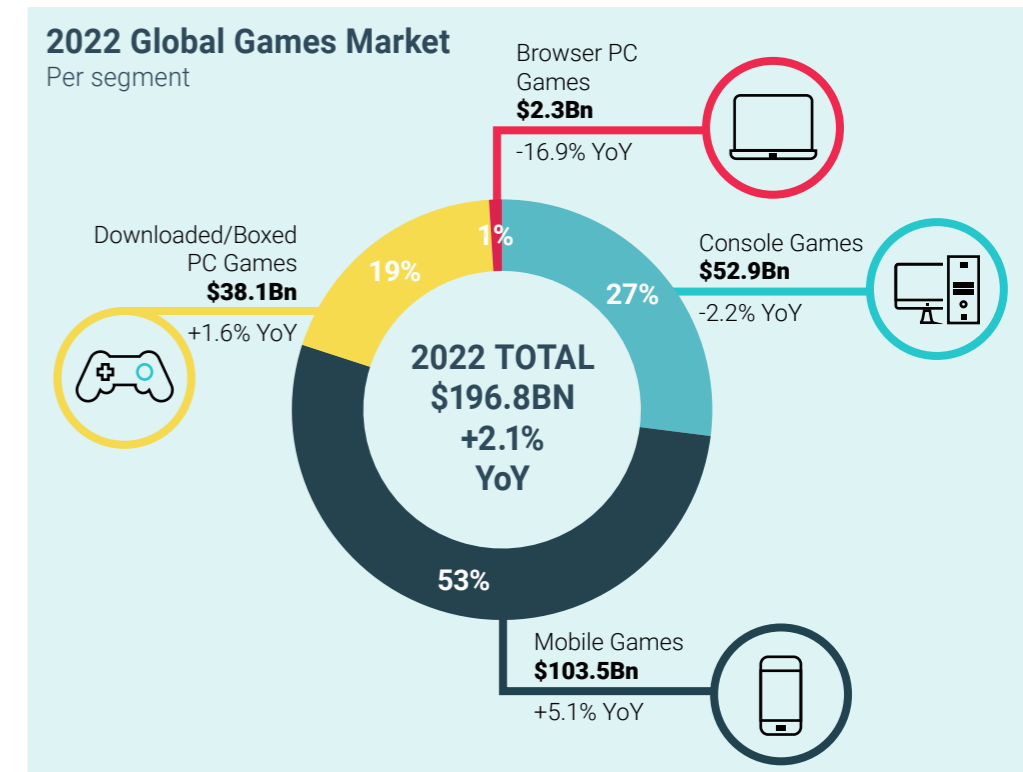 2022 Global Games Market
Per segment
Browser PC
Games
$2.3Bn
-16.9% YoY
Downloaded/Boxed
PC Games
$38.1Bn
+1.6% YoY
1%
19%
27%
Console Games
$52.9Bn
-2.2% YoY
2022 TOTAL
$196.8BN
+2.1%
YoY
53%
Mobile Games
$103.5Bn
+5.1% YoY